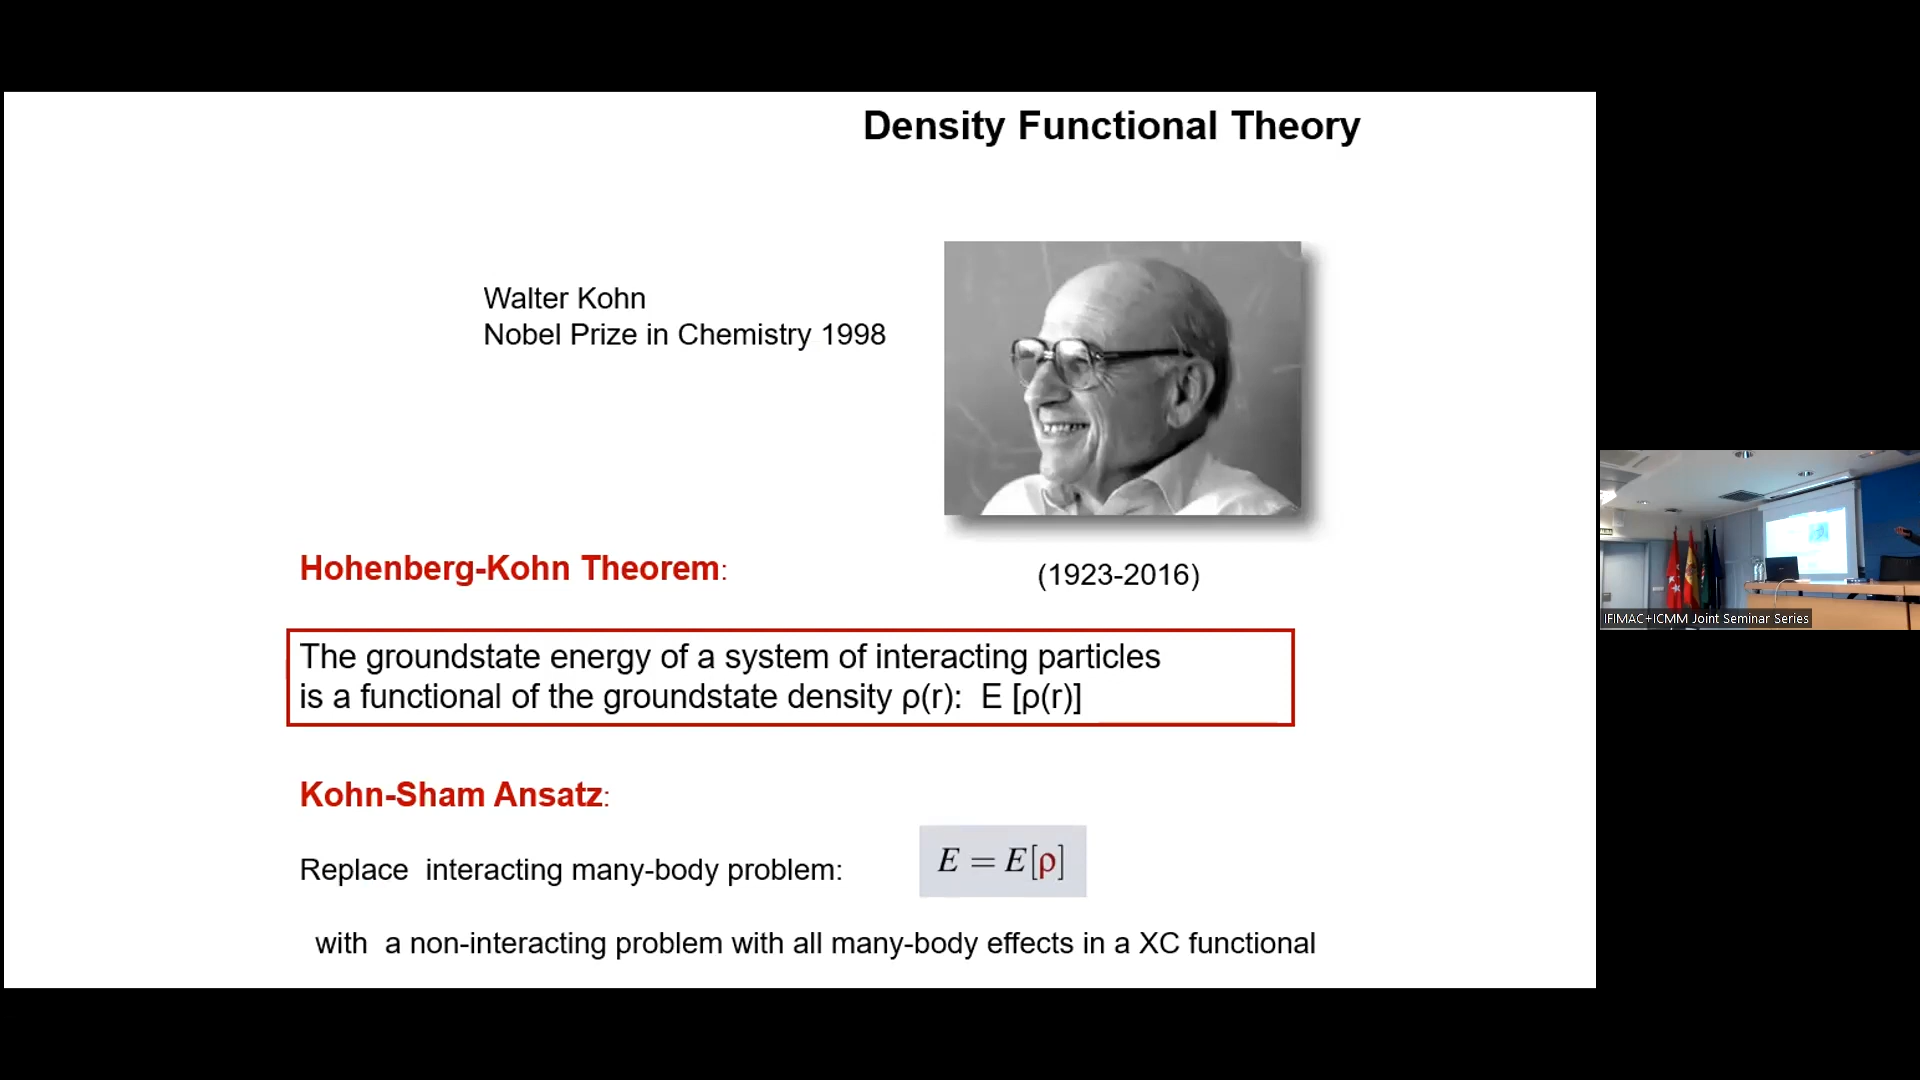 Density Functional Theory
Walter Kohn
Nobel Prize in Chemistry 1998
Hohenberg-Kohn Theorem:
(1923-2016)
The groundstate energy of a system of interacting particles
is a functional of the groundstate density ρ(r):  E [ρ(r)]
Kohn-Sham Ansatz:
Replace  interacting many-body problem:
E = E[ρ]
with  a non-interacting problem with all many-body effects in a XC functional
IFIMAC+ICMM Joint Seminar Series